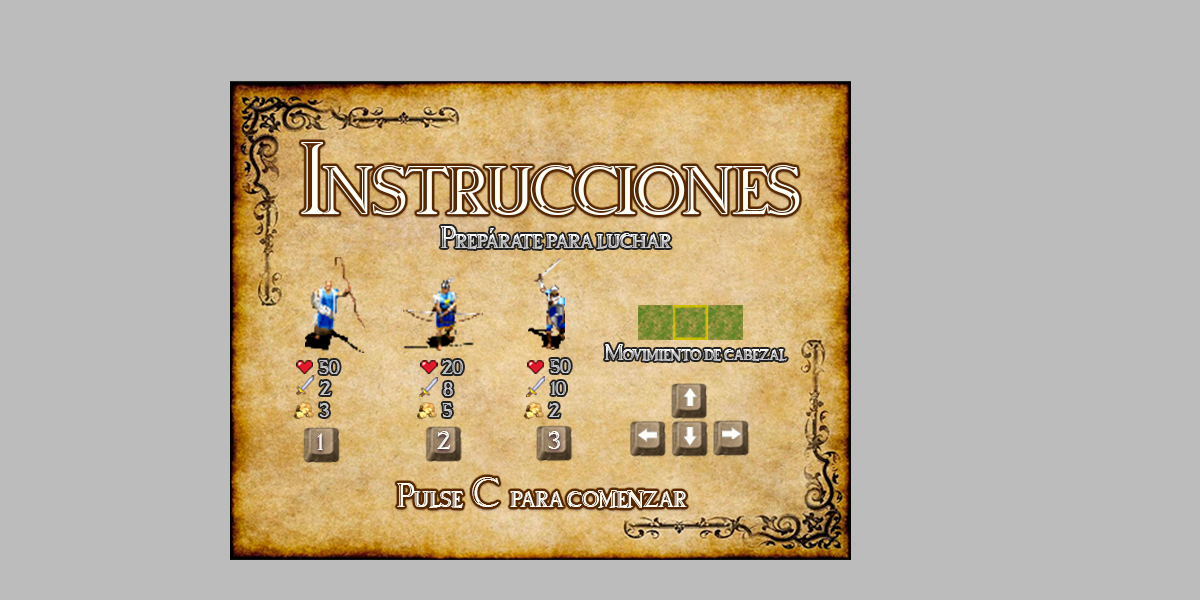 Instrucciones
Prepárate para luchar
50 20 50
2 8 10
3 5 2
Movimiento de cabezal
1 2 3
Pulse C para comenzar